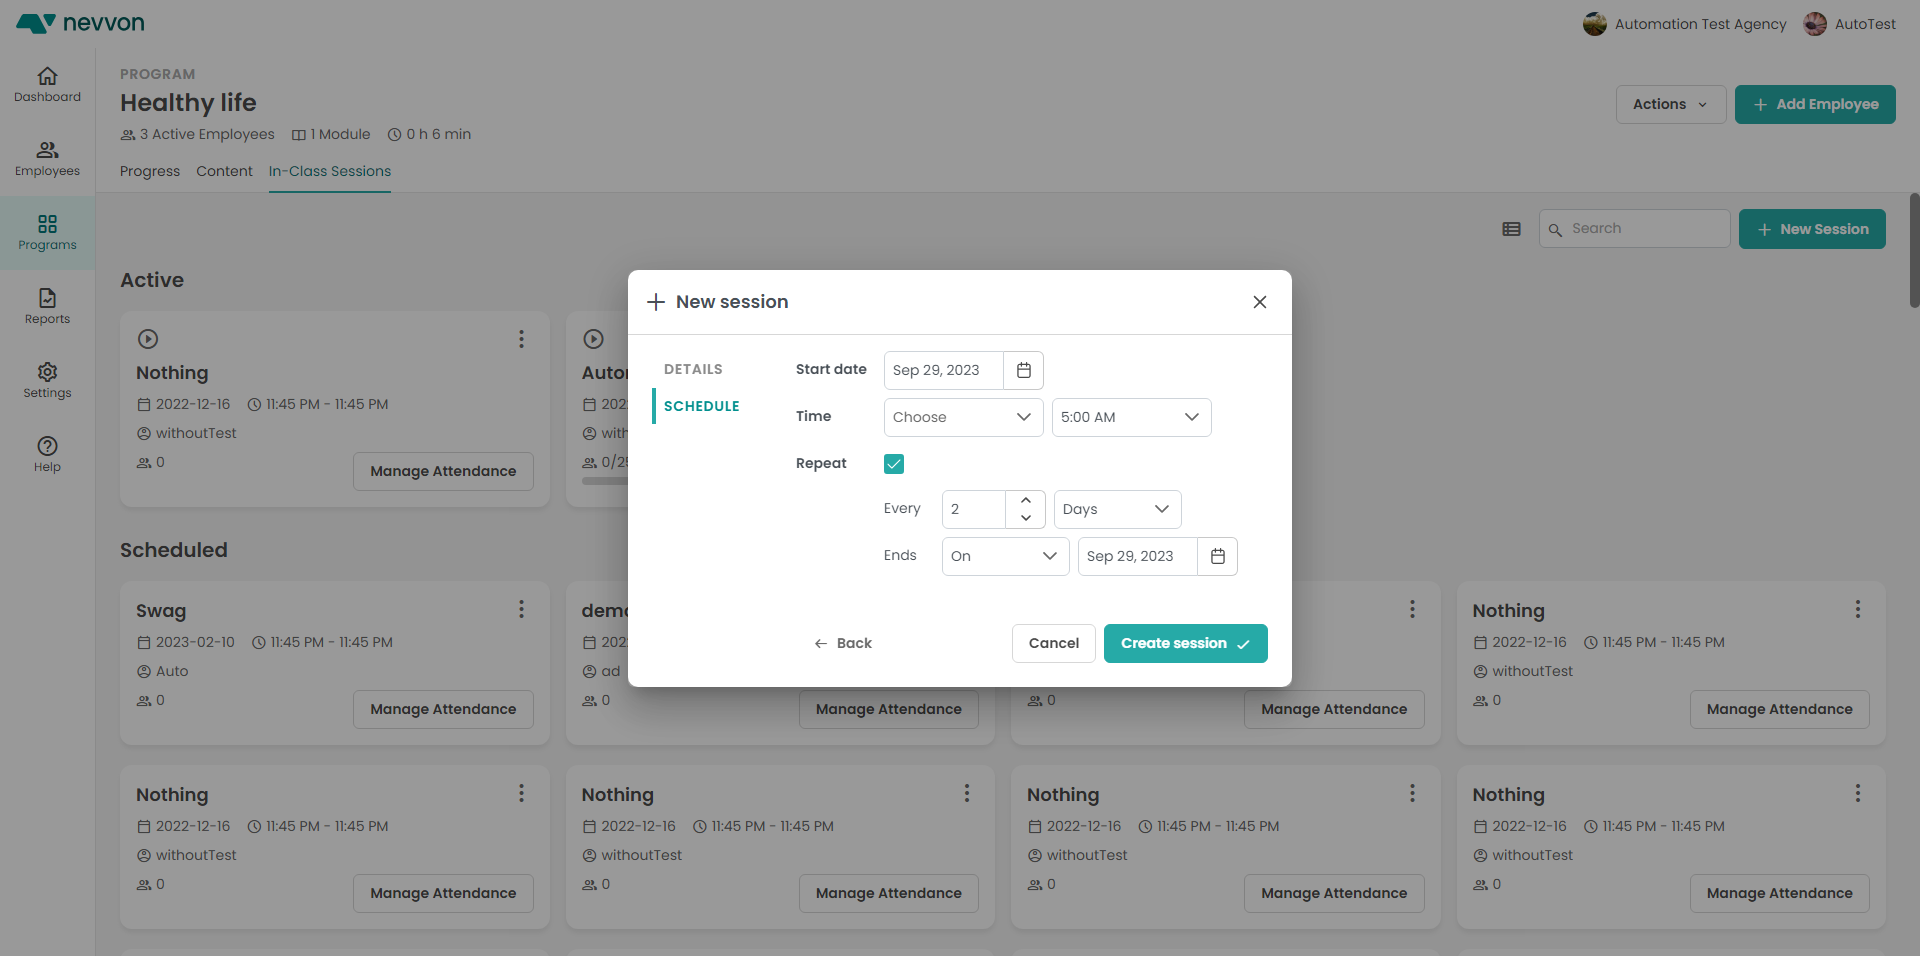 nevvon
Automation Test Agency
AutoTest
Dashboard
Employees
Programs
Reports
Settings
Help
PROGRAM
Healthy life
3 Active Employees 1 Module 0 h 6 min
Actions
Add Employee
Progress Content In-Class Sessions
Search
New Session
Active
Nothing
2022-12-16 11:45 PM - 11:45 PM
withoutTest
0
Manage Attendance
0/25
New session
DETAILS
SCHEDULE
Start date Sep 29, 2023
Time Choose 5:00 AM
Repeat
Every 2 Days
Ends On Sep 29, 2023
Back
Cancel
Create session
Scheduled
Swag
2023-02-10 11:45 PM - 11:45 PM
Auto
0
Manage Attendance
ad
0
Manage Attendance
0
Manage Attendance
Nothing
2022-12-16 11:45 PM - 11:45 PM
withoutTest
0
Manage Attendance
Nothing
2022-12-16 11:45 PM - 11:45 PM
withoutTest
0
Manage Attendance
Nothing
2022-12-16 11:45 PM - 11:45 PM
withoutTest
0
Manage Attendance
Nothing
2022-12-16 11:45 PM - 11:45 PM
withoutTest
0
Manage Attendance
Nothing
2022-12-16 11:45 PM - 11:45 PM
withoutTest
0
Manage Attendance